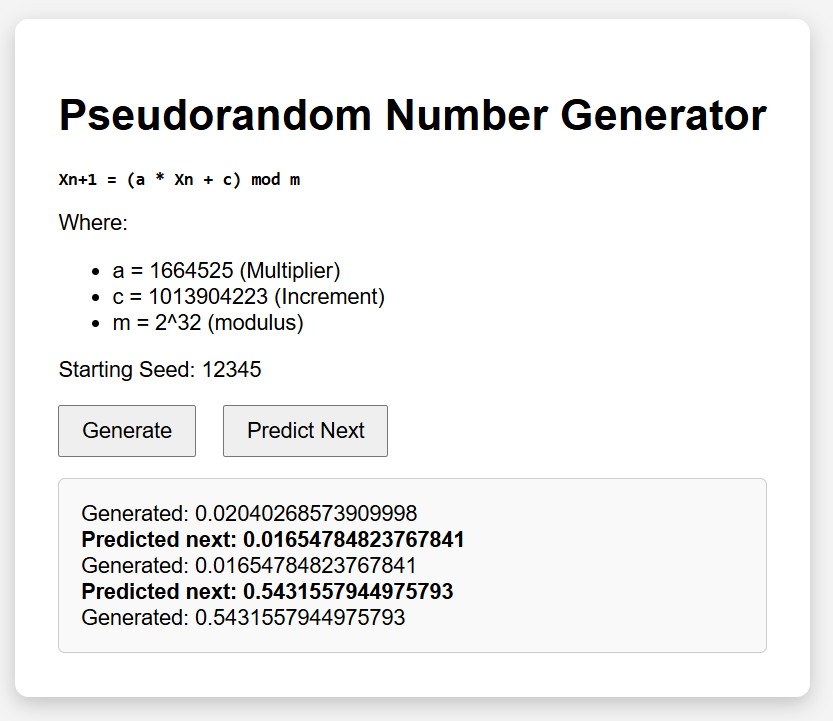 Pseudorandom Number Generator
Xn+1 = (a * Xn + c) mod m
Where:
• a = 1664525 (Multiplier)
• c = 1013904223 (Increment)
• m = 2^32 (modulus)
Starting Seed: 12345
Generate Predict Next
Generated: 0.02040268573909998
Predicted next: 0.01654784823767841
Generated: 0.01654784823767841
Predicted next: 0.5431557944975793
Generated: 0.5431557944975793